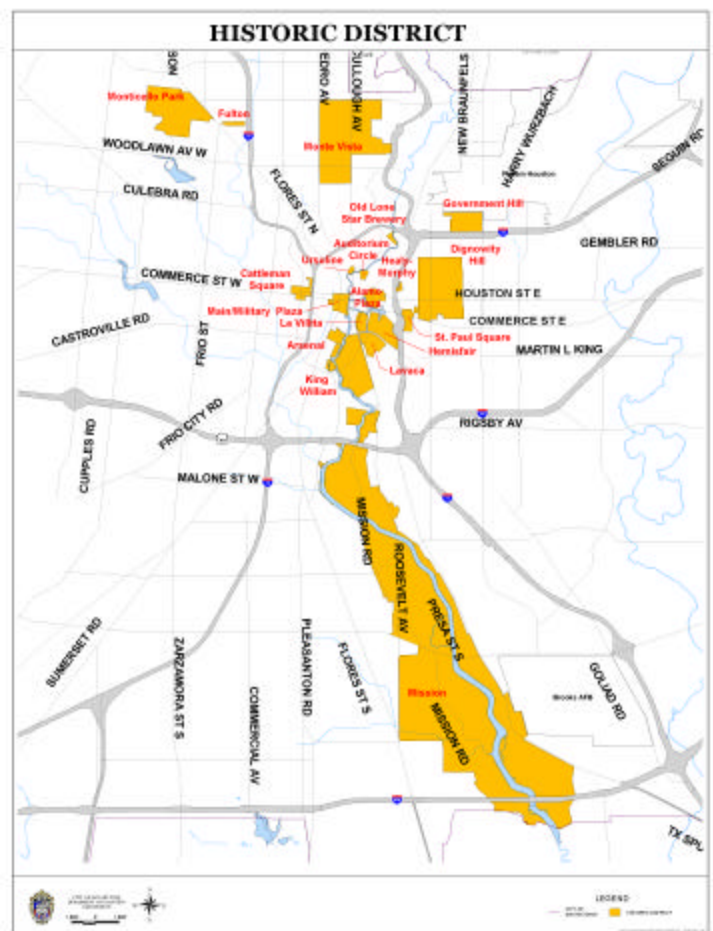 HISTORIC DISTRICT
EDRO AV
NEW BRAUNFELS
HARRY WURZBACH
Monticello Park
Fulton
Monte Vista
WOODLAWN AV W
CULEBRA RD
FLORES ST N
Old Lone
Star Brewery
Government Hill
Auditorium
Circle
Ursuline
Healy-
Murphy
Dignowity
Hill
GEMBLER RD
COMMERCE ST W
Cattleman
Square
Alamo
Plaza
HOUSTON ST E
Main/Military Plaza
La Villita
COMMERCE ST E
CASTROVILLE RD
FRIO ST
Arsenal
St. Paul Square
Hemisfair
MARTIN L KING
King
William
Lavaca
FRIO CITY RD
RIGSBY AV
CUPPLES RD
MALONE ST W
MISSION RD
ROOSEVELT AV
PRESA ST S
SOMERSET RD
ZARZAMORA ST S
PLEASANTON RD
FLORES ST S
COMMERCIAL AV
Mission
MISSION RD
Brooks AFB
GOLIAD RD
LEGEND